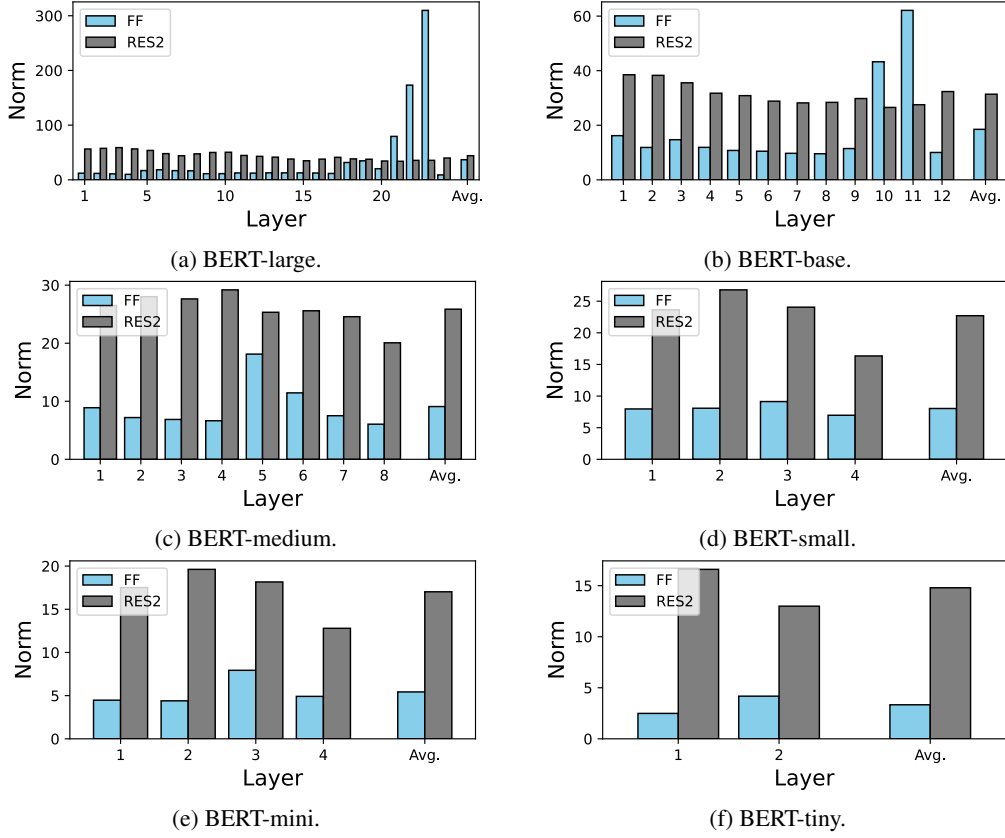 300
200
100
0
Norm
FF
RES2
1 5 10 15 20 Avg.
Layer
(a) BERT-large.
60
40
20
0
Norm
FF
RES2
1 2 3 4 5 6 7 8 9 10 11 12 Avg.
Layer
(b) BERT-base.
30
20
10
0
Norm
FF
RES2
1 2 3 4 5 6 7 8 Avg.
Layer
(c) BERT-medium.
25
20
15
10
5
0
Norm
FF
RES2
1 2 3 4 Avg.
Layer
(d) BERT-small.
20
15
10
5
0
Norm
FF
RES2
1 2 3 4 Avg.
Layer
(e) BERT-mini.
15
10
5
0
Norm
FF
RES2
1 2 Avg.
Layer
(f) BERT-tiny.